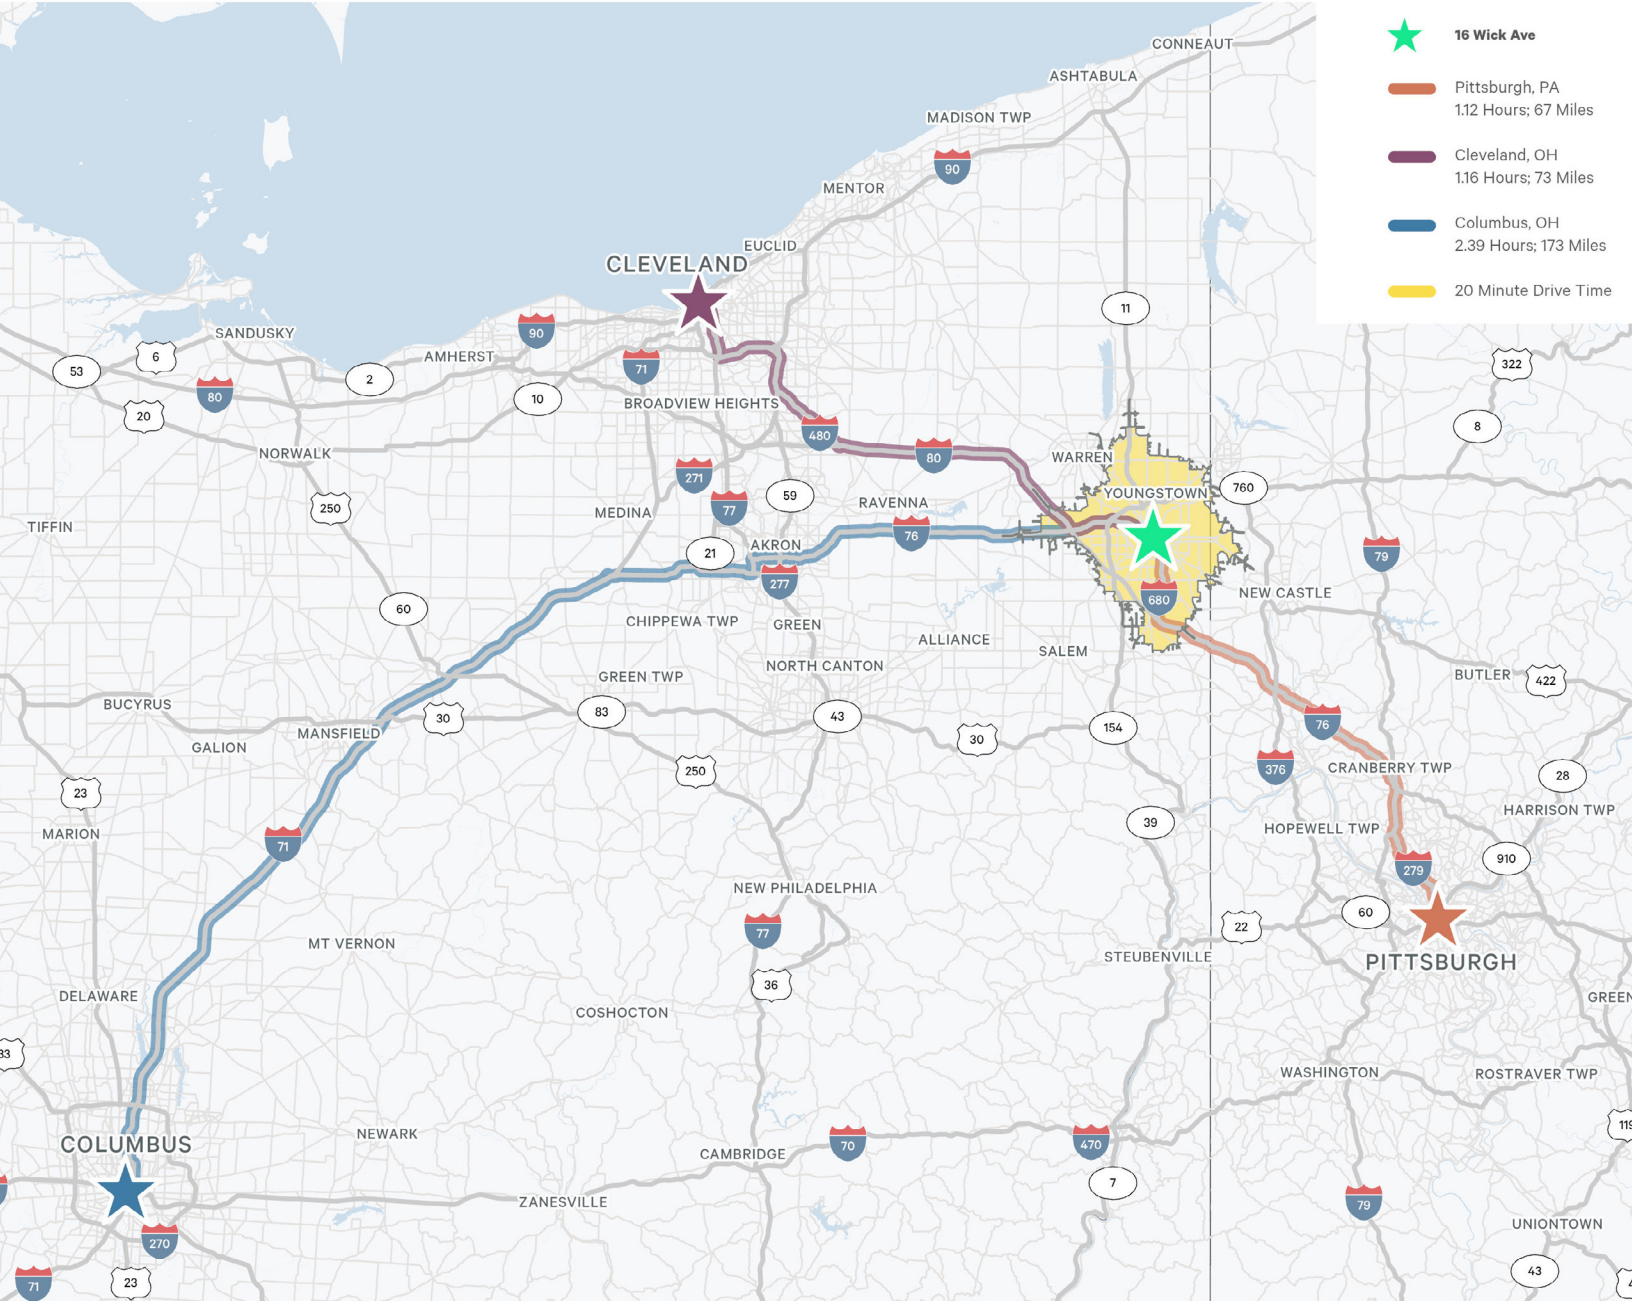 16 Wick Ave
Pittsburgh, PA
1.12 Hours; 67 Miles
Cleveland, OH
1.16 Hours; 73 Miles
Columbus, OH
2.39 Hours; 173 Miles
20 Minute Drive Time
CONNEAUT
ASHTABULA
MADISON TWP
90
MENTOR
EUCLID
CLEVELAND
11
SANDUSKY
90
6
AMHERST
322
53
71
2
80
10
BROADVIEW HEIGHTS
20
8
480
NORWALK
80
WARREN
271
760
YOUNGSTOWN
59
RAVENNA
250
77
MEDINA
TIFFIN
76
AKRON
21
79
277
NEW CASTLE
680
60
CHIPPEWA TWP
GREEN
ALLIANCE
SALEM
NORTH CANTON
GREEN TWP
BUTLER
422
BUCYRUS
83
30
43
76
154
MANSFIELD
30
GALION
376
CRANBERRY TWP
250
28
23
HARRISON TWP
39
HOPEWELL TWP
MARION
71
910
279
NEW PHILADELPHIA
60
22
77
MT VERNON
STEUBENVILLE
PITTSBURGH
36
DELAWARE
GREEN
COSHOCTON
33
WASHINGTON
ROSTRAVER TWP
119
NEWARK
COLUMBUS
70
470
CAMBRIDGE
7
ZANESVILLE
79
UNIONTOWN
270
43
23
71